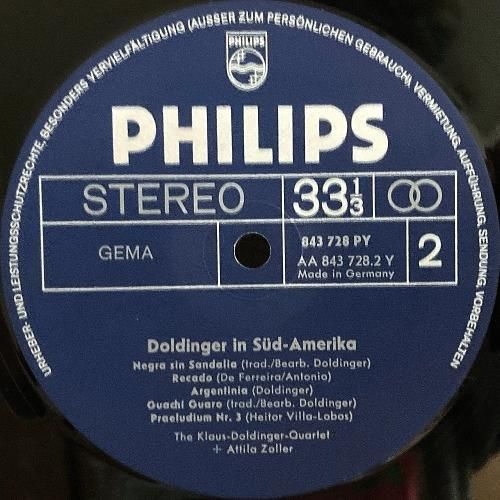 URHEBER- UND LEISTUNGSSCHUTZRECHTE, BESONDERS VERVIELFÄLTIGUNG (AUSSER ZUM PERSÖNLICHEN GEBRAUCH), VERMIETUNG, AUFFÜHRUNG, SENDUNG, VORBEHALTEN
PHILIPS
PHILIPS
STEREO 33 1/3
GEMA
843 728 PY
AA 843 728.2 Y
Made in Germany
2
Doldinger in Süd-Amerika
Negra sin Sandalia (trad./Bearb. Doldinger)
Recado (De Ferreira/Antonio)
Argentinia (Doldinger)
Guachi Guaro (trad./Bearb. Doldinger)
Praeludium Nr. 3 (Heitor Villa-Lobos)
The Klaus-Doldinger-Quartet
+ Attila Zoller